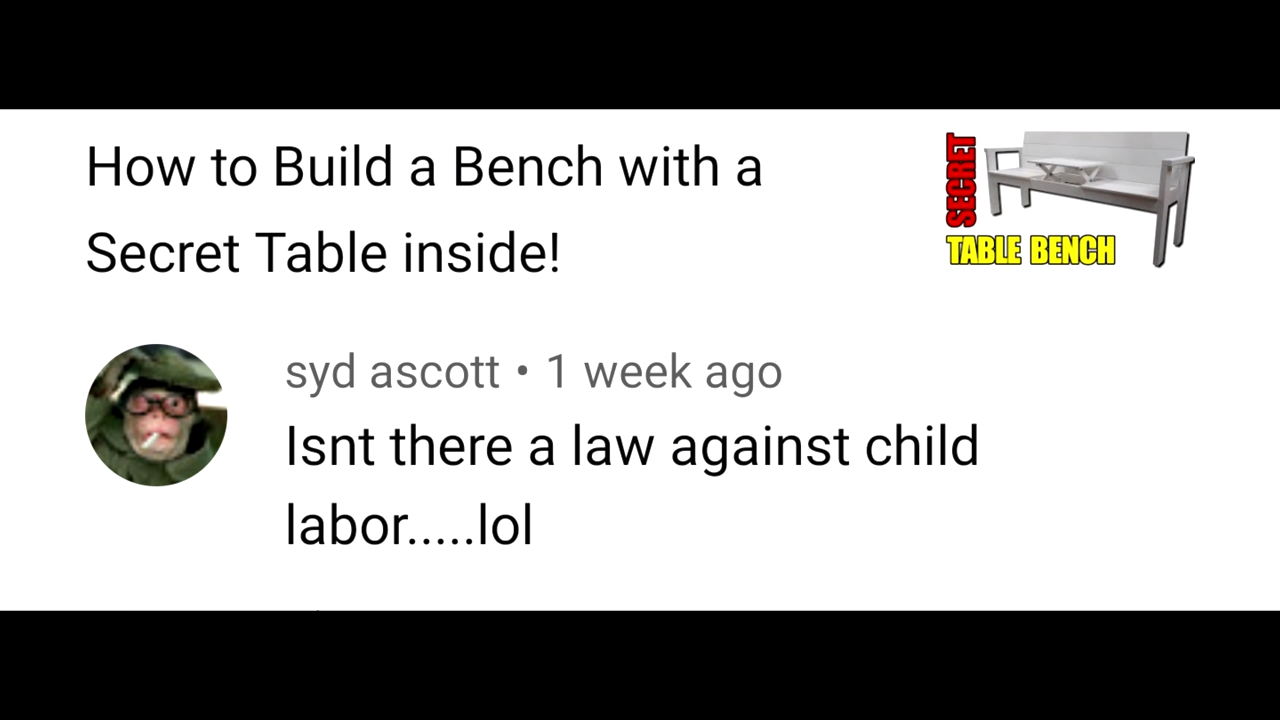 How to Build a Bench with a
Secret Table inside!
SECRET
TABLE BENCH
syd ascott • 1 week ago
Isnt there a law against child
labor.....lol